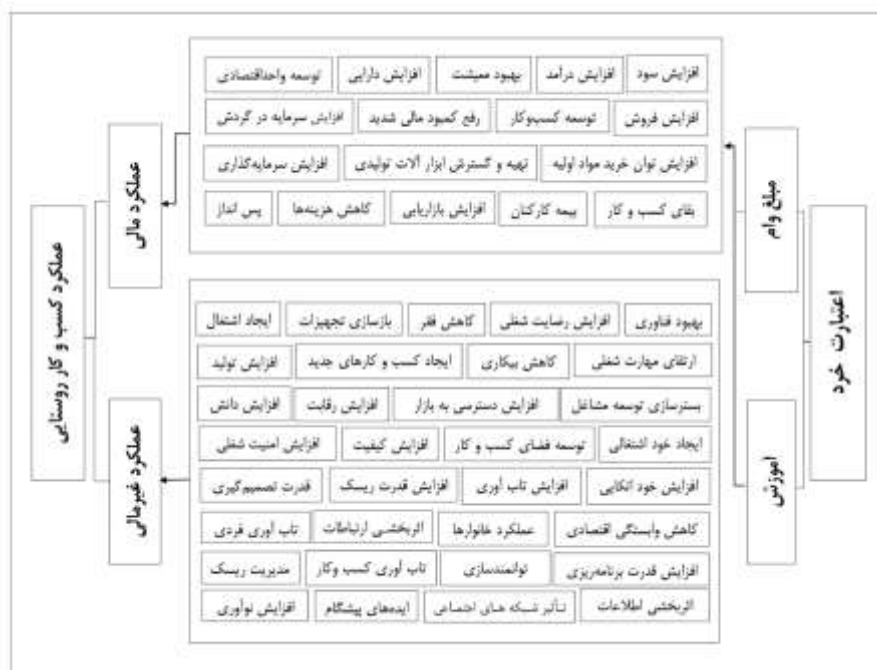 اعتبارت خرد
مبلغ وام
آموزش
افزایش سود
افزایش درآمد
بهبود معیشت
افزایش دارایی
توسعه واحداقتصادی
افزایش فروش
توسعه کسب‌وکار
رفع کمبود مالی شدید
افزایش سرمایه در گردش
افزایش توان خرید مواد اولیه
تهیه و گسترش ابزار آلات تولیدی
افزایش سرمایه‌گذاری
بقای کسب و کار
بیمه کارکنان
افزایش بازاریابی
کاهش هزینه‌ها
پس انداز
بهبود فناوری
افزایش رضایت شغلی
کاهش فقر
بازسازی تجهیزات
ایجاد اشتغال
ارتقای مهارت شغلی
کاهش بیکاری
ایجاد کسب و کارهای جدید
افزایش تولید
بسترسازی توسعه مشاغل
افزایش دسترسی به بازار
افزایش رقابت
افزایش دانش
ایجاد خود اشتغالی
توسعه فضای کسب و کار
افزایش کیفیت
افزایش امنیت شغلی
افزایش خود اتکایی
افزایش تاب آوری
افزایش قدرت ریسک
قدرت تصمیم‌گیری
کاهش وابستگی اقتصادی
عملکرد خانوارها
اثربخشی ارتباطات
تاب آوری فردی
افزایش قدرت برنامه‌ریزی
توانمندسازی
تاب آوری کسب وکار
مدیریت ریسک
اثربخشی اطلاعات
تأثیر شبکه های اجتماعی
ایده‌های پیشگام
افزایش نوآوری
عملکرد مالی
عملکرد غیرمالی
عملکرد کسب و کار روستایی